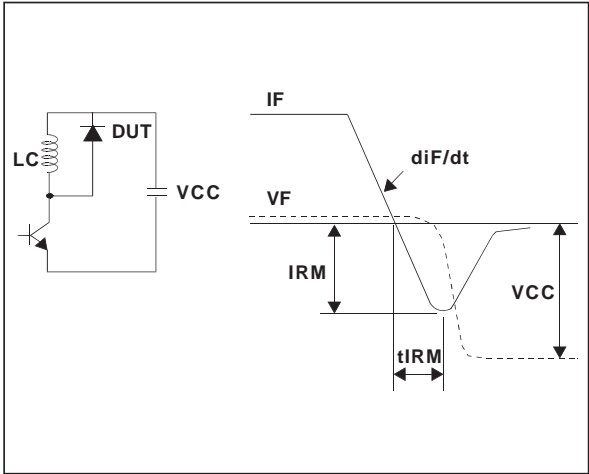 DUT
LC
VCC
IF
diF/dt
VF
IRM
VCC
tIRM